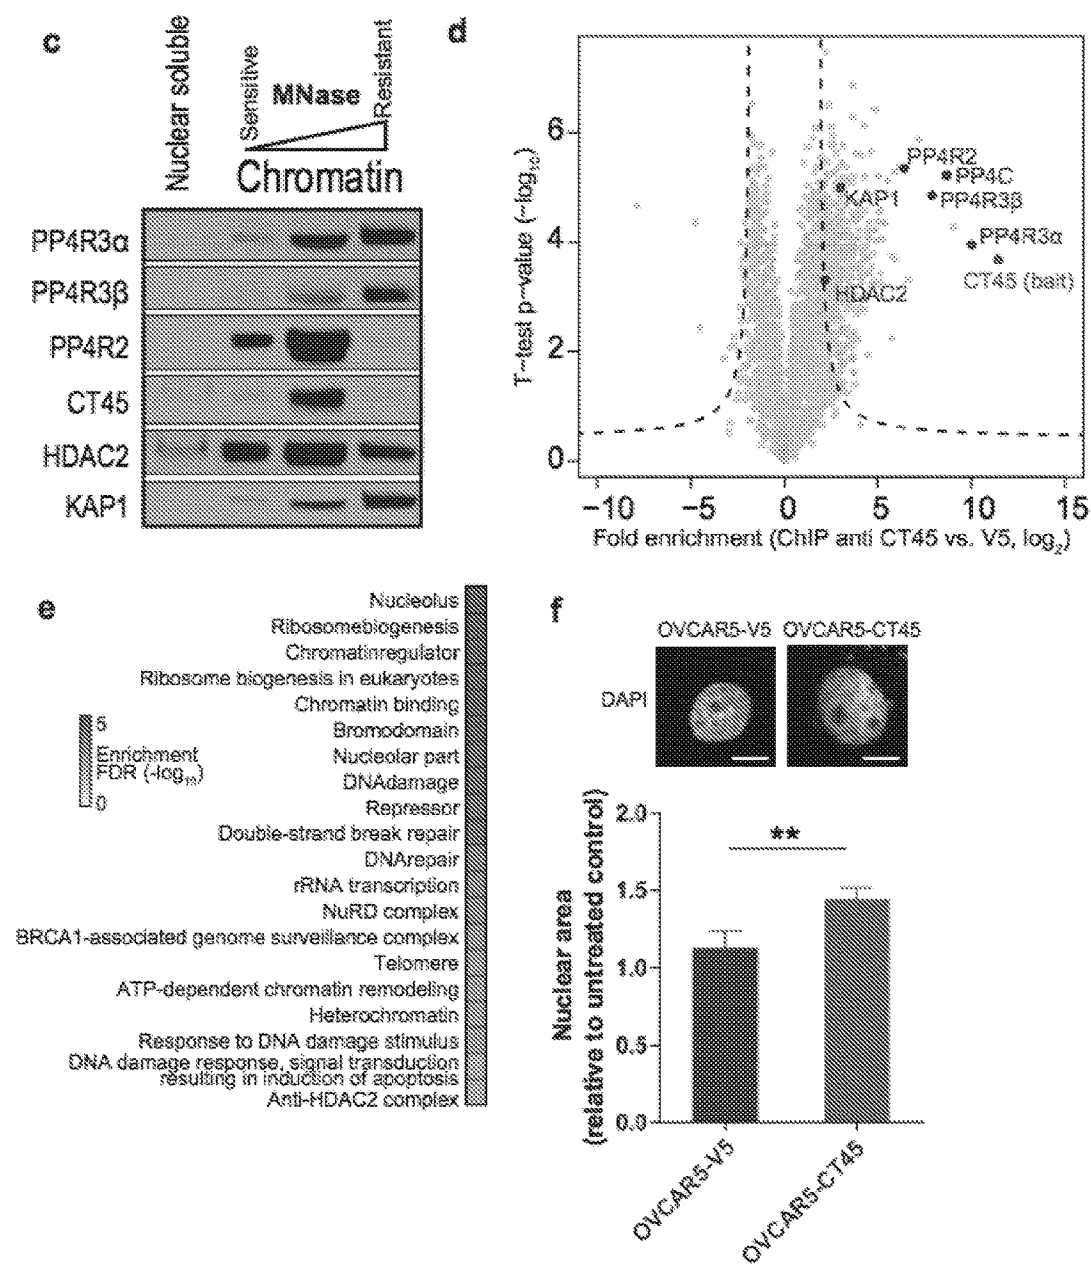 c
Nuclear soluble
Sensitive
MNase
Resistant
Chromatin
PP4R3α
PP4R3β
PP4R2
CT45
HDAC2
KAP1
d
T-test p-value (-log10)
6
4
2
0
PP4R2
PP4C
KAP1
PP4R3β
PP4R3α
CT45 (bait)
HDAC2
-10
-5
0
5
10
15
Fold enrichment (ChIP anti CT45 vs. V5, log2)
e
Nucleolus
Ribosomebiogenesis
Chromatinregulator
Ribosome biogenesis in eukaryotes
Chromatin binding
Bromodomain
Nucleolar part
DNAdamage
Repressor
Double-strand break repair
DNArepair
rRNA transcription
NuRD complex
BRCA1-associated genome surveillance complex
Telomere
ATP-dependent chromatin remodeling
Heterochromatin
Response to DNA damage stimulus
DNA damage response, signal transduction
resulting in induction of apoptosis
Anti-HDAC2 complex
5
Enrichment
FDR (-log10)
0
f
OVCAR5-V5 OVCAR5-CT45
DAPI
Nuclear area
(relative to untreated control)
2.0
1.5
1.0
0.5
0.0
**
OVCAR5-V5
OVCAR5-CT45